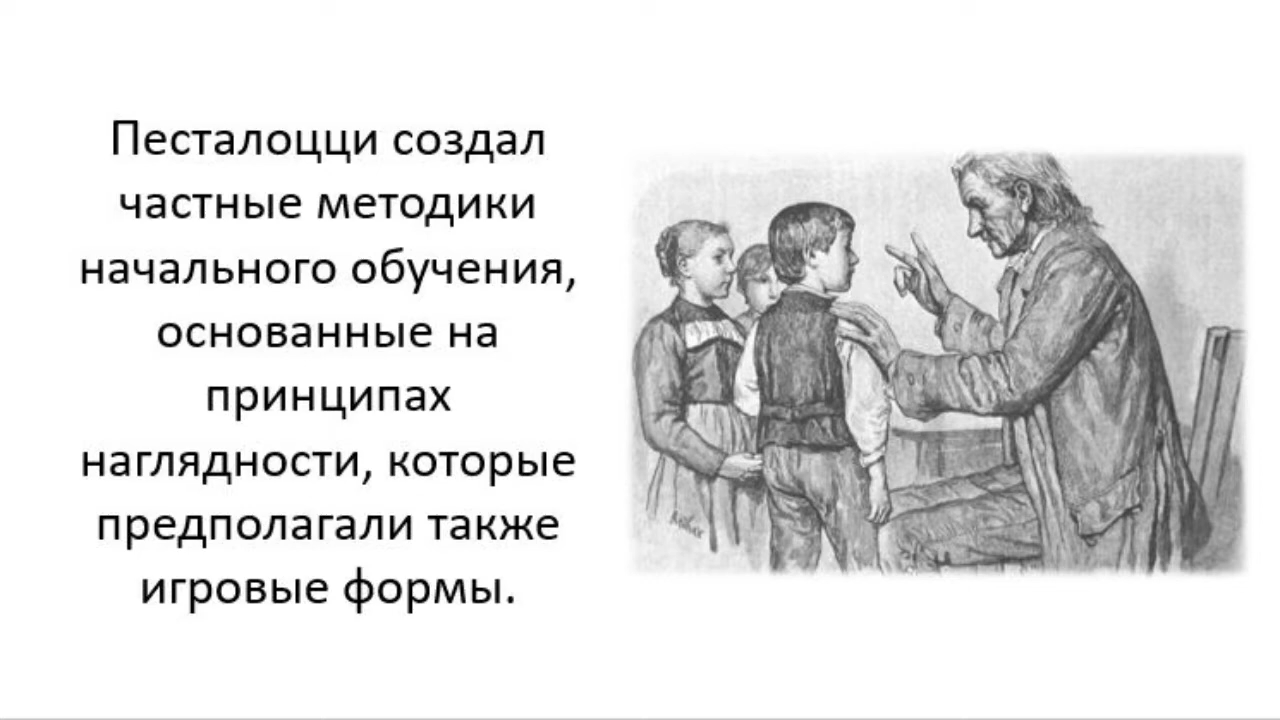 Песталоцци создал
частные методики
начального обучения,
основанные на
принципах
наглядности, которые
предполагали также
игровые формы.